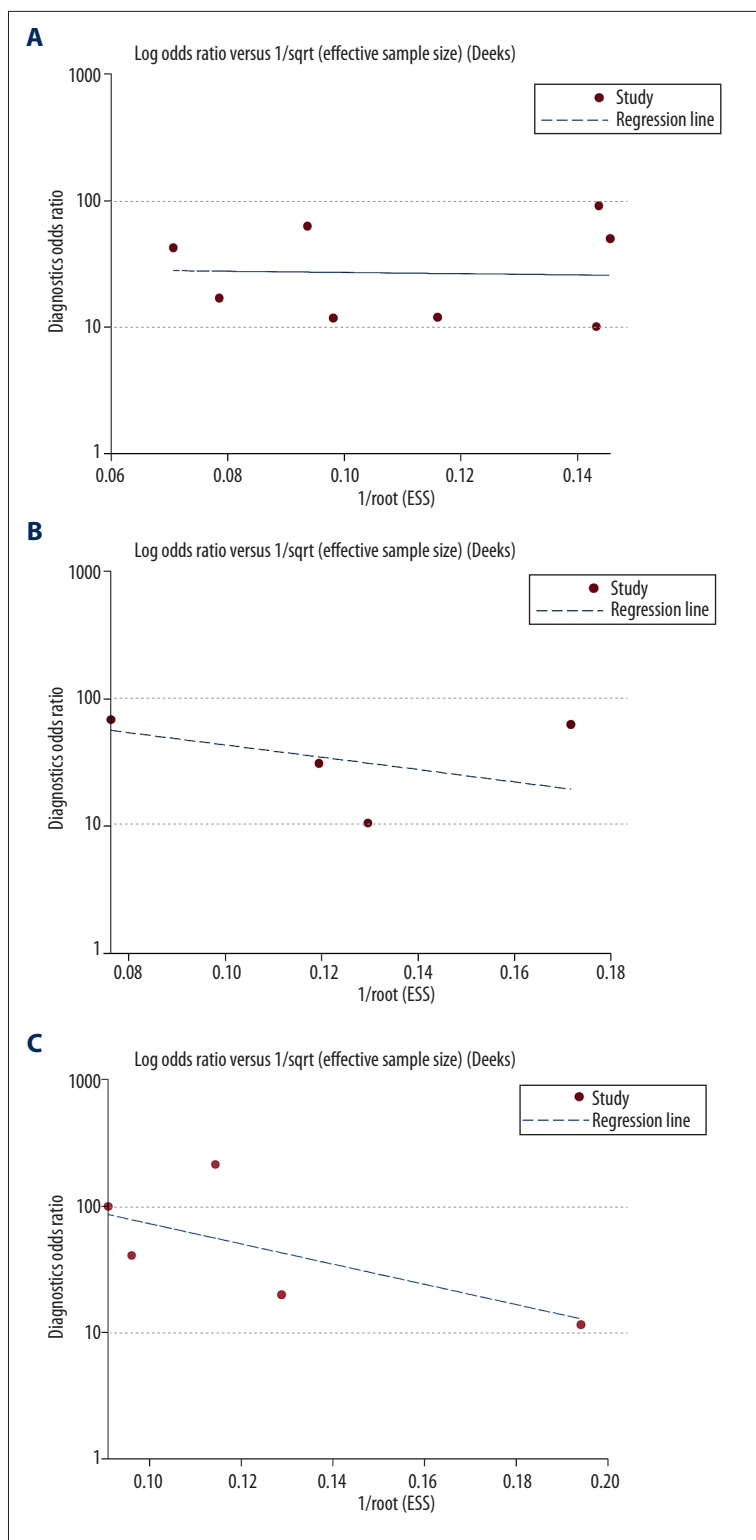 A
Log odds ratio versus 1/sqrt (effective sample size) (Deeks)
1000
Study
Regression line
100
Diagnostics odds ratio
10
1
0.06 0.08 0.10 0.12 0.14
1/root (ESS)
B
Log odds ratio versus 1/sqrt (effective sample size) (Deeks)
1000
Study
Regression line
100
Diagnostics odds ratio
10
1
0.08 0.10 0.12 0.14 0.16 0.18
1/root (ESS)
C
Log odds ratio versus 1/sqrt (effective sample size) (Deeks)
1000
Study
Regression line
100
Diagnostics odds ratio
10
1
0.10 0.12 0.14 0.16 0.18 0.20
1/root (ESS)